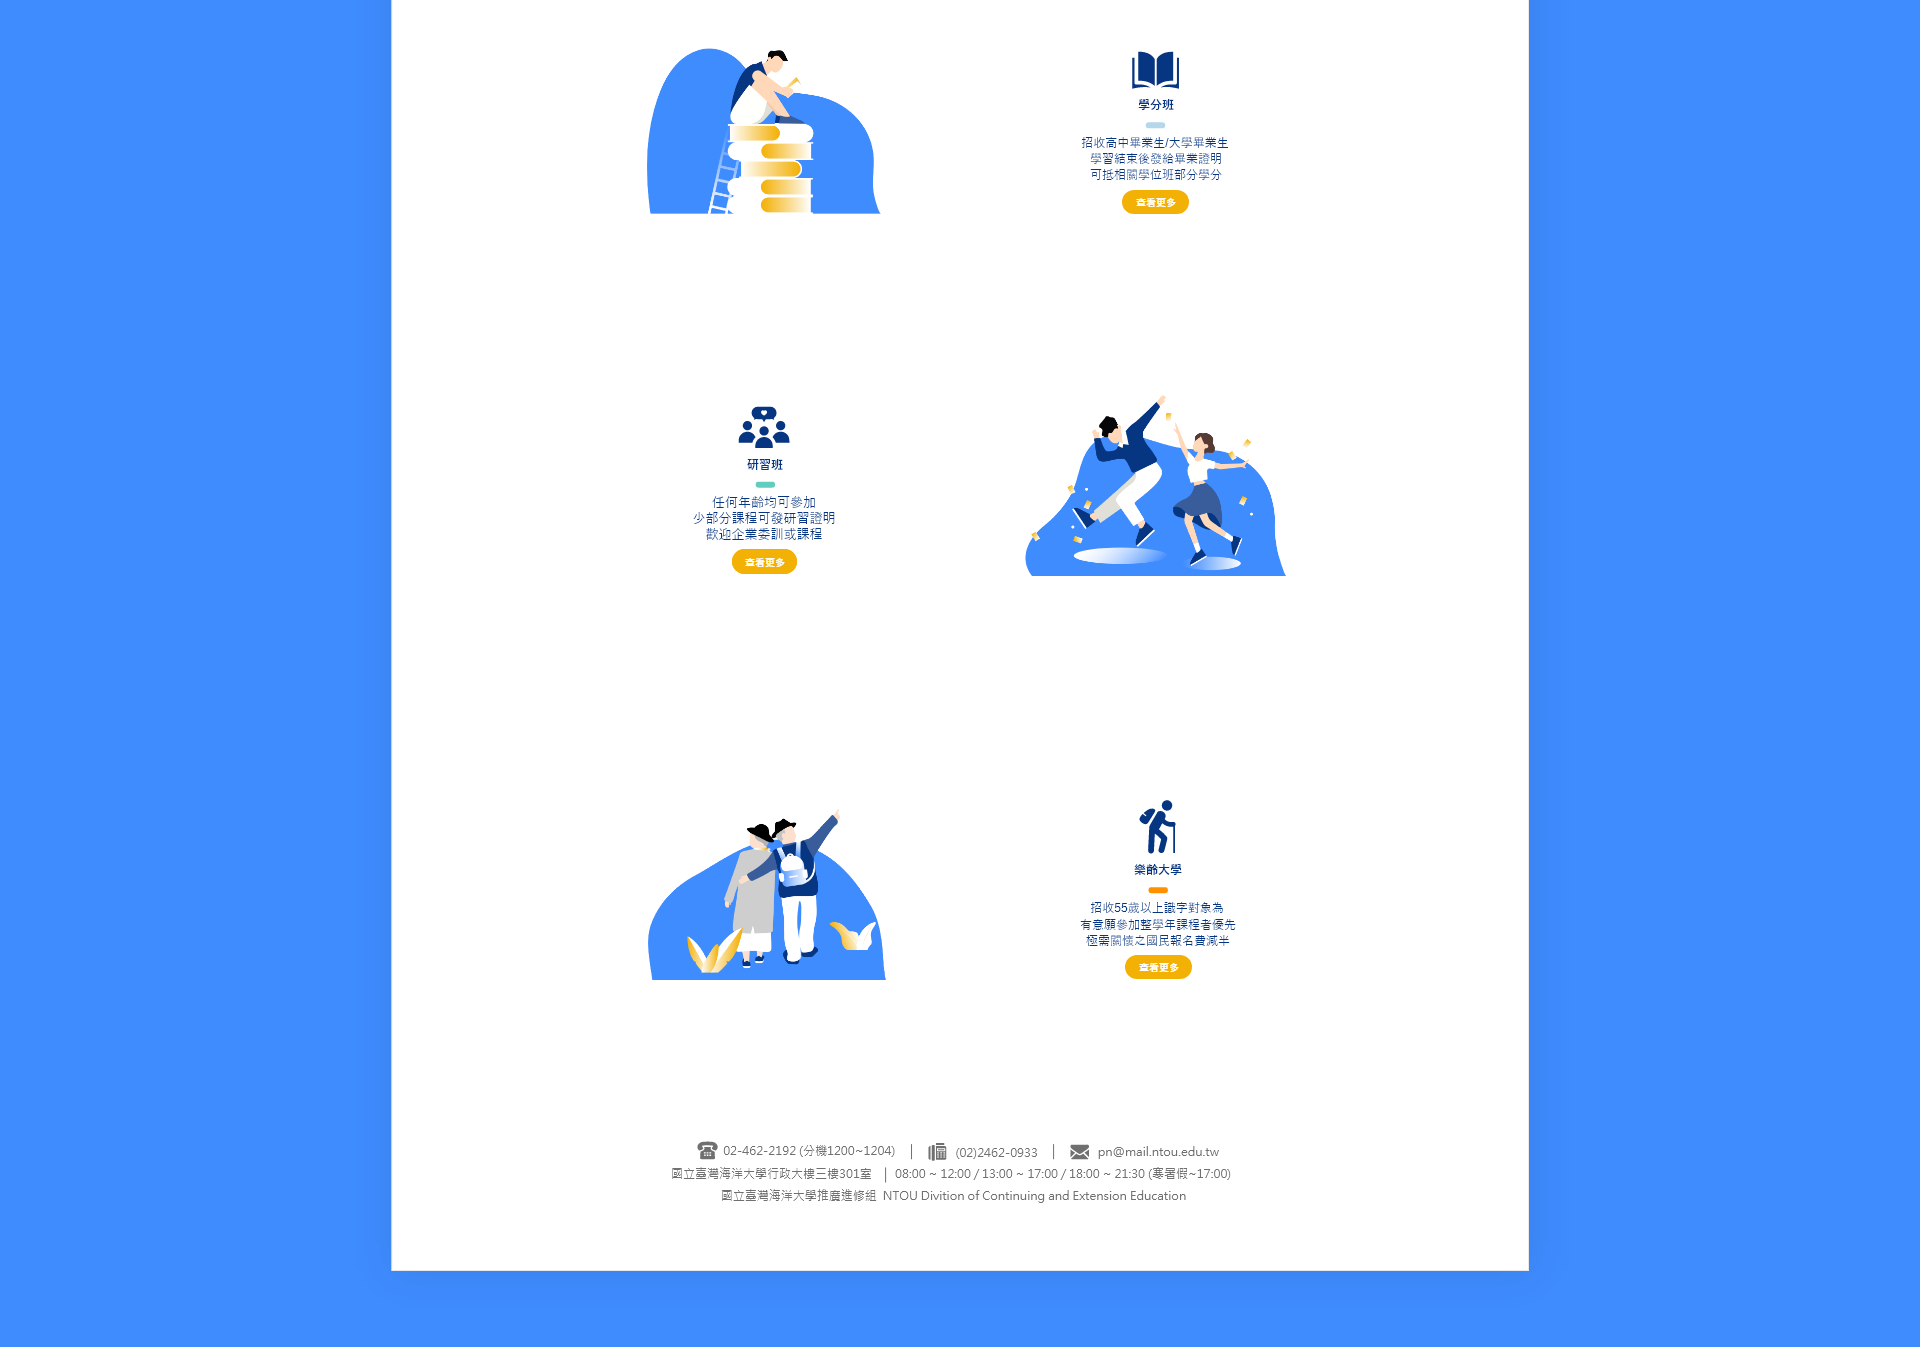 學分班
招收高中畢業生/大學畢業生
學習結束後發給畢業證明
可抵相關學位班部分學分
查看更多
研習班
任何年齡均可參加
少部分課程可發研習證明
歡迎企業委訓或課程
查看更多
樂齡大學
招收55歲以上識字對象為
有意願參加整學年課程者優先
極需關懷之國民報名費減半
查看更多
02-462-2192 (分機1200~1204) | (02)2462-0933 | pn@mail.ntou.edu.tw
國立臺灣海洋大學行政大樓三樓301室 | 08:00 ~ 12:00 / 13:00 ~ 17:00 / 18:00 ~ 21:30 (寒署假~17:00)
國立臺灣海洋大學推廣進修組 NTOU Divition of Continuing and Extension Education